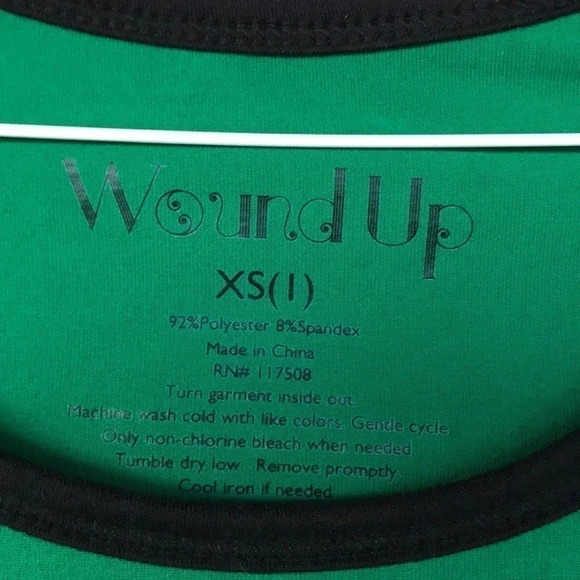 Wound Up
XS(1)
92%Polyester 8%Spandex
Made in China
RN# 117508
Turn garment inside out.
Machine wash cold with like colors. Gentle cycle
Only non-chlorine bleach when needed
Tumble dry low Remove promptly.
Cool iron if needed